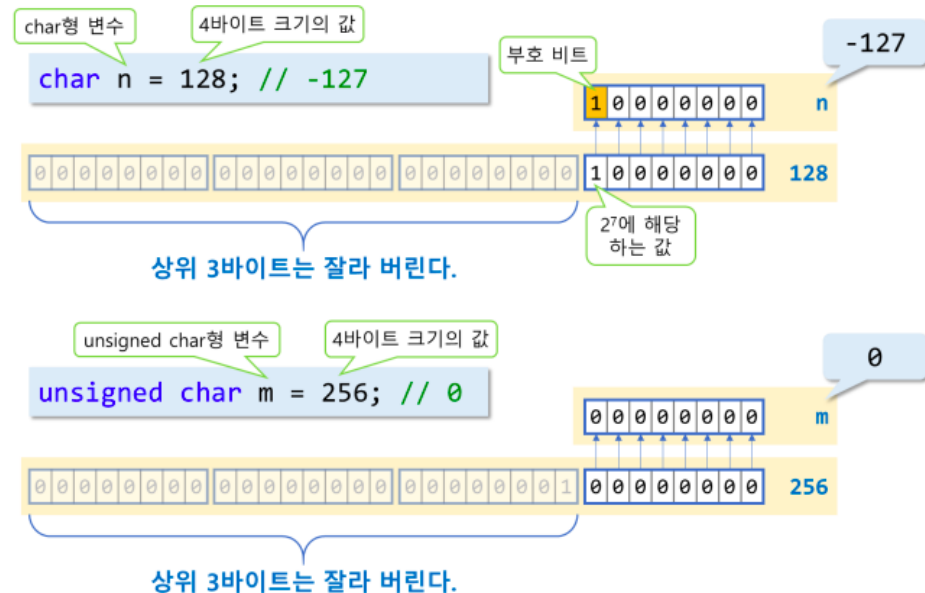 char형 변수
4바이트 크기의 값
char n = 128; // -127
부호 비트
-127
1 0 0 0 0 0 0 0 n
0 0 0 0 0 0 0 0 0 0 0 0 0 0 0 0 0 0 0 0 0 0 0 0 1 0 0 0 0 0 0 0 128
2⁷에 해당
하는 값
상위 3바이트는 잘라 버린다.
unsigned char형 변수
4바이트 크기의 값
unsigned char m = 256; // 0
0
0 0 0 0 0 0 0 0 m
0 0 0 0 0 0 0 0 0 0 0 0 0 0 0 0 0 0 0 0 0 0 0 1 0 0 0 0 0 0 0 0 256
상위 3바이트는 잘라 버린다.